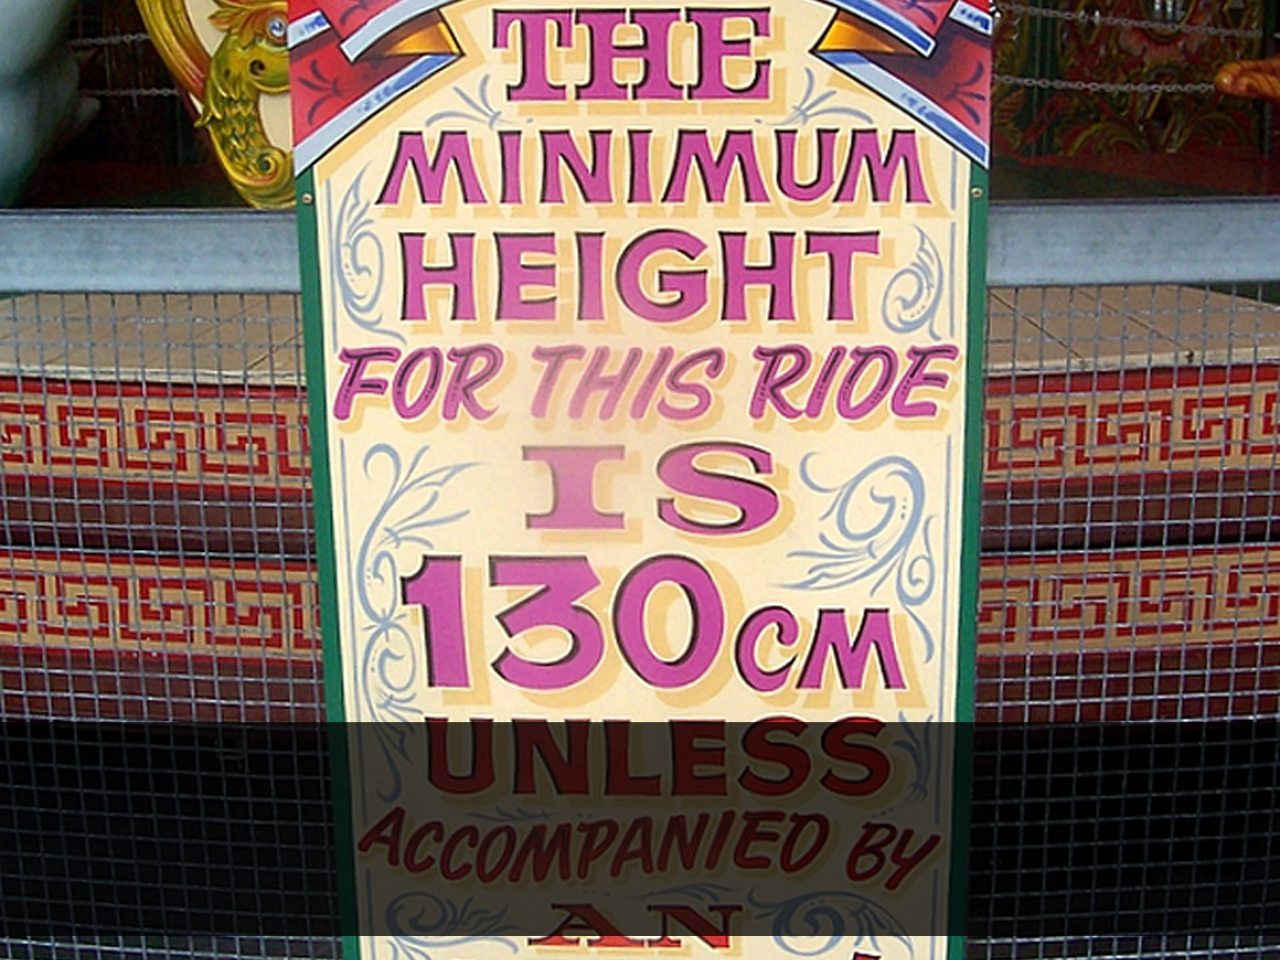 THE
MINIMUM
HEIGHT
FOR THIS RIDE
IS
130CM
UNLESS
ACCOMPANIED BY
AN